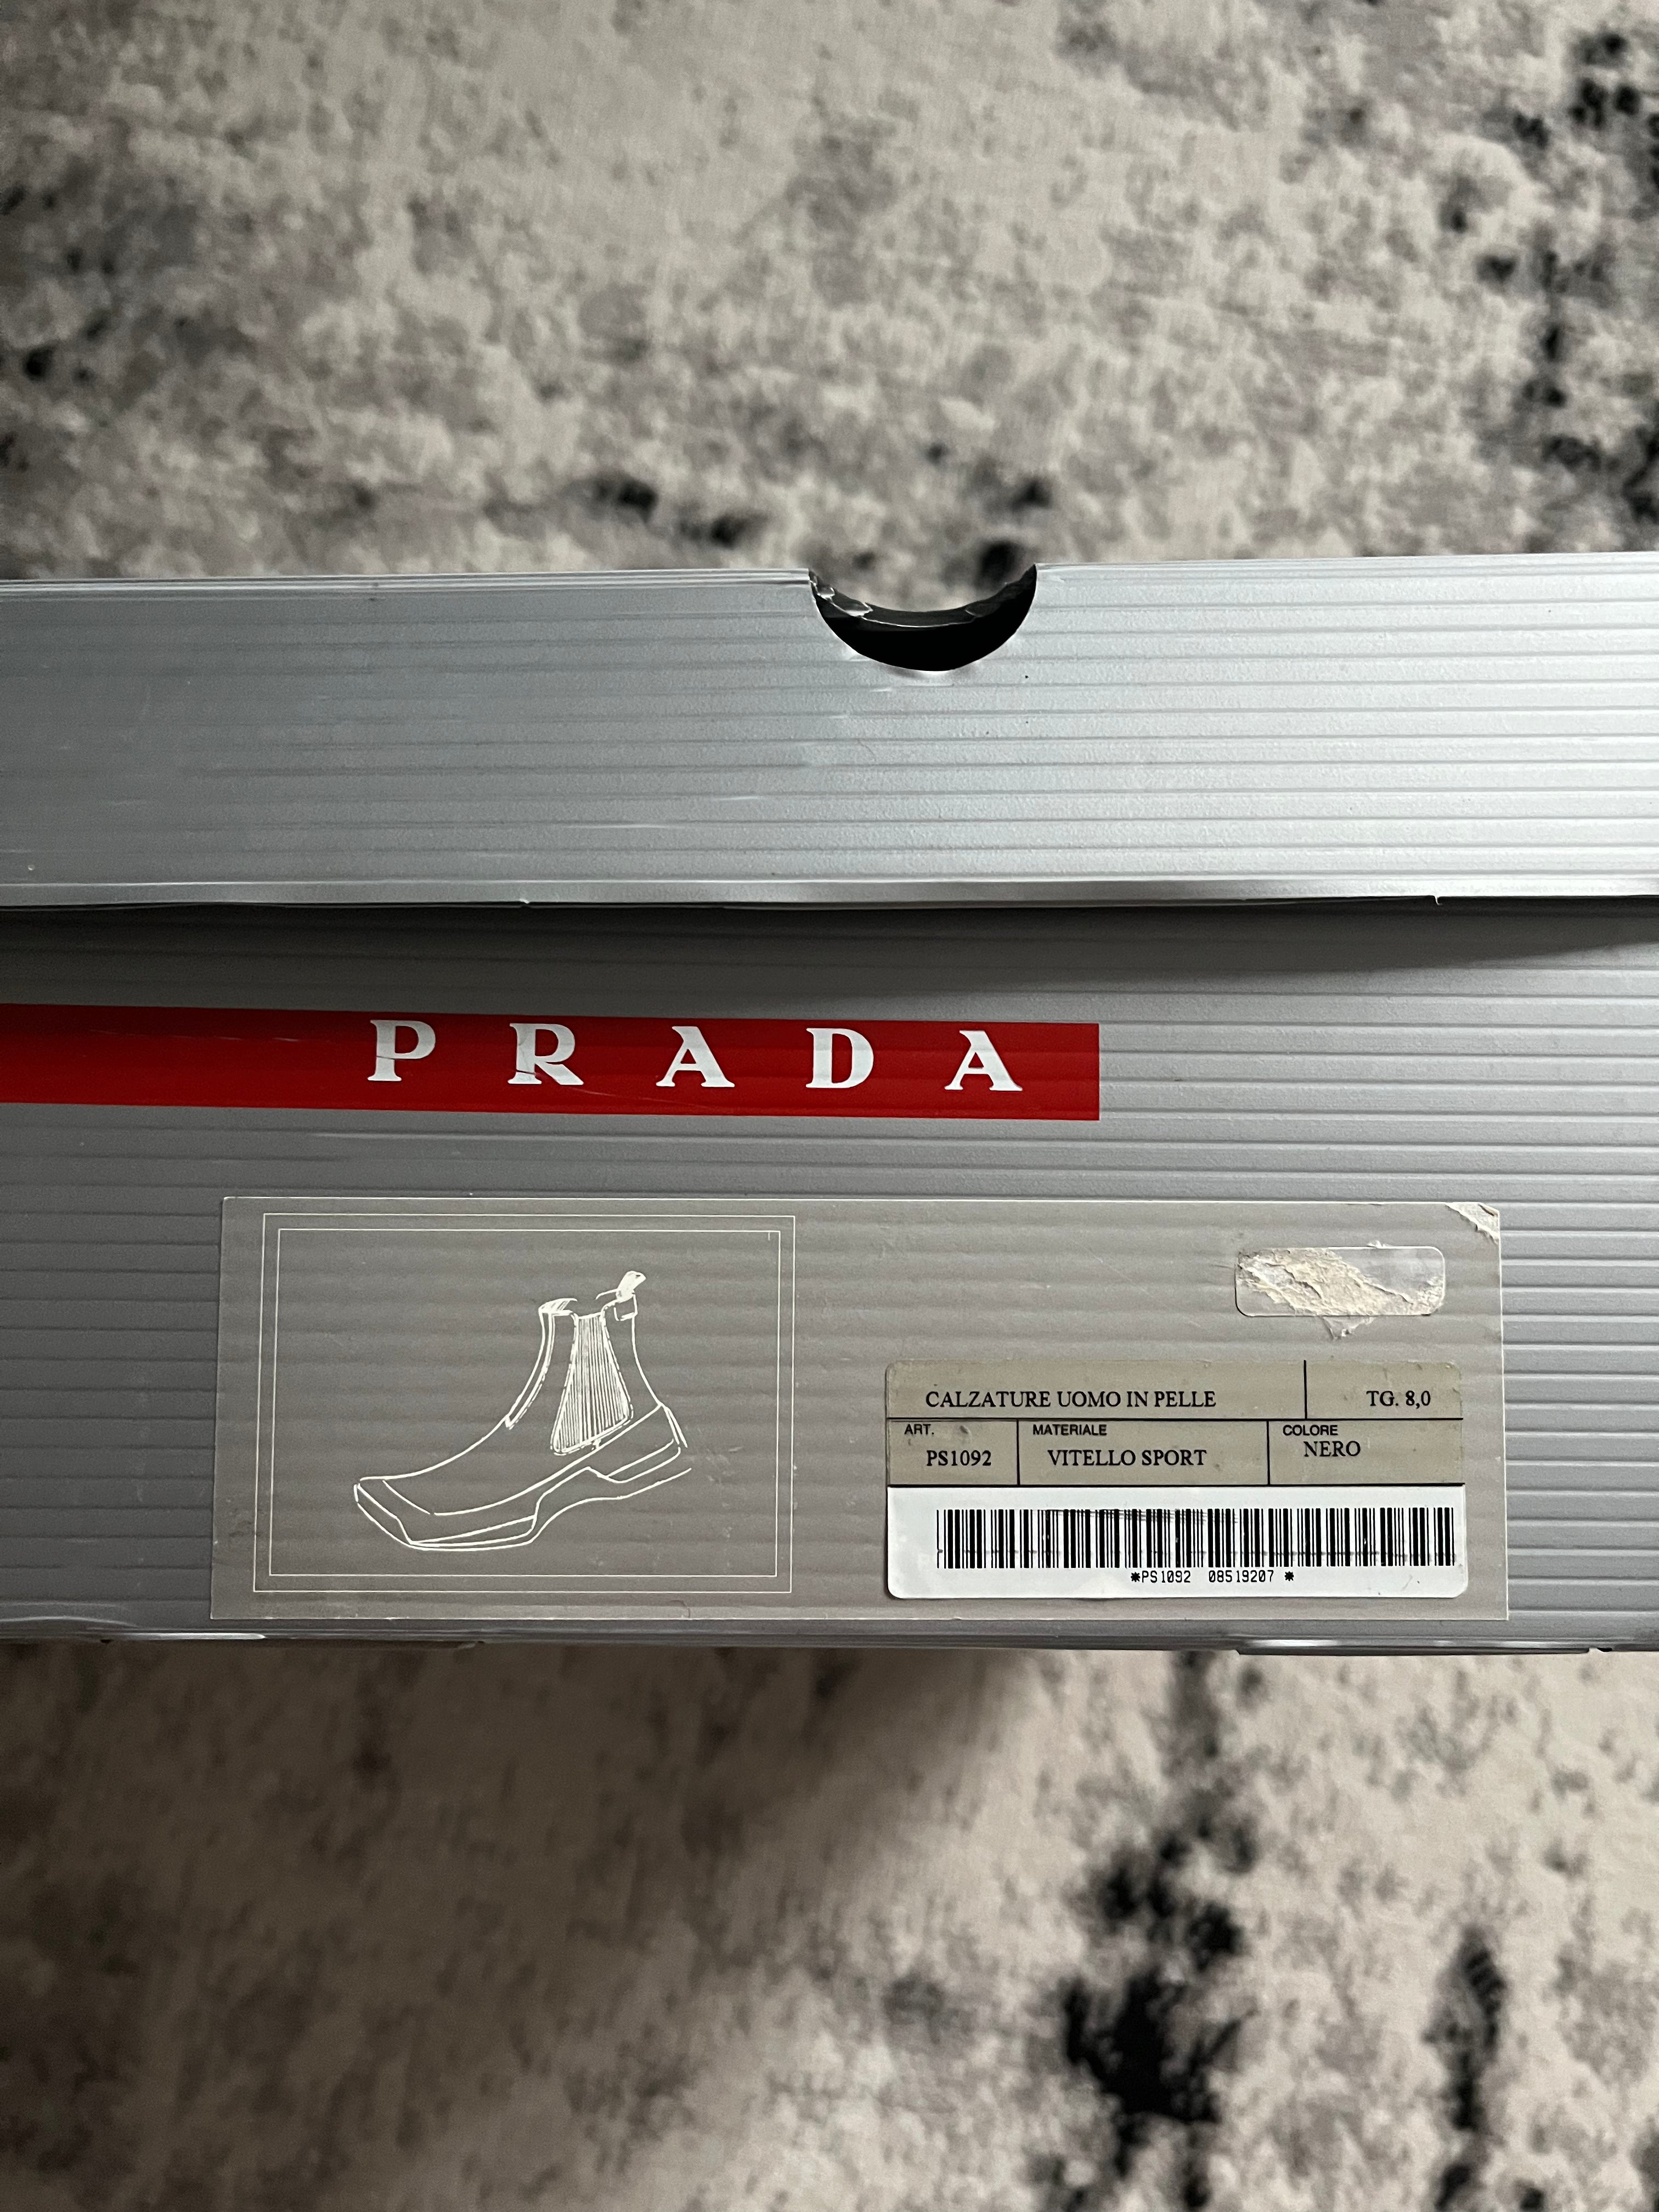 PRADA
CALZATURE UOMO IN PELLE TG. 8,0
ART. MATERIALE COLORE
PS1092 VITELLO SPORT NERO
*PS1092 08519207 *